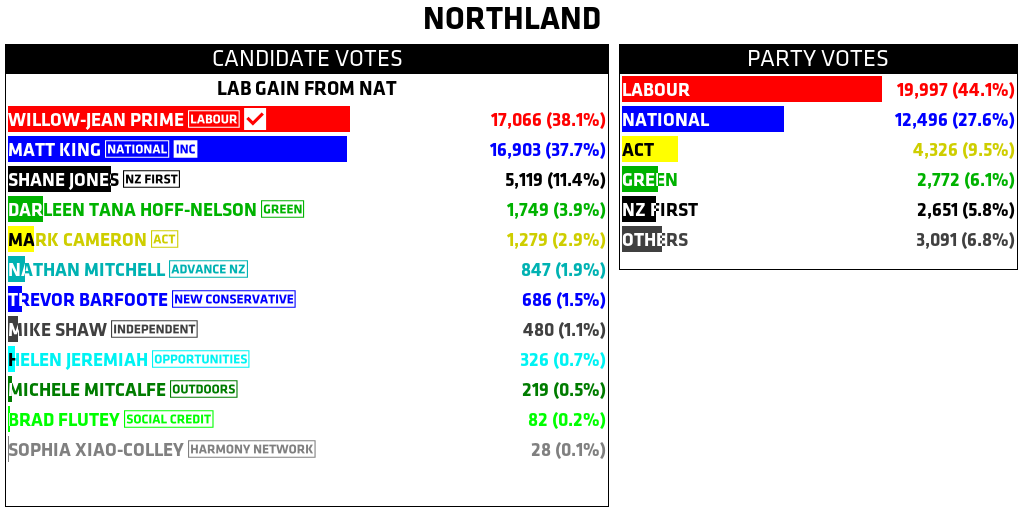 NORTHLAND
CANDIDATE VOTES
LAB GAIN FROM NAT
WILLOW-JEAN PRIME LABOUR 17,066 (38.1%)
MATT KING NATIONAL INC 16,903 (37.7%)
SHANE JONES NZ FIRST 5,119 (11.4%)
DARLEEN TANA HOFF-NELSON GREEN 1,749 (3.9%)
MARK CAMERON ACT 1,279 (2.9%)
NATHAN MITCHELL ADVANCE NZ 847 (1.9%)
TREVOR BARFOOTE NEW CONSERVATIVE 686 (1.5%)
MIKE SHAW INDEPENDENT 480 (1.1%)
HELEN JEREMIAH OPPORTUNITIES 326 (0.7%)
MICHELE MITCALFE OUTDOORS 219 (0.5%)
BRAD FLUTEY SOCIAL CREDIT 82 (0.2%)
SOPHIA XIAO-COLLEY HARMONY NETWORK 28 (0.1%)
PARTY VOTES
LABOUR 19,997 (44.1%)
NATIONAL 12,496 (27.6%)
ACT 4,326 (9.5%)
GREEN 2,772 (6.1%)
NZ FIRST 2,651 (5.8%)
OTHERS 3,091 (6.8%)